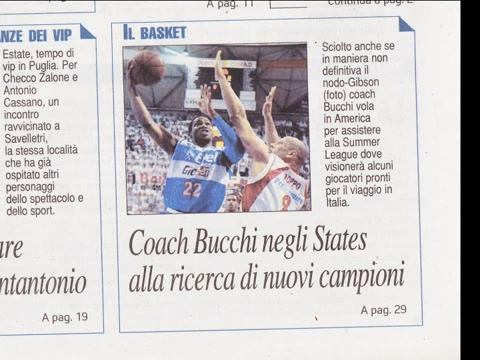 A pag. 11
NZE DEI VIP
Estate, tempo di
vip in Puglia. Per
Checco Zalone e
Antonio
Cassano, un
incontro
ravvicinato a
Savelletri,
la stessa località
che ha già
ospitato altri
personaggi
dello spettacolo e
dello sport.
are
ntantonio
A pag. 19
IL BASKET
22
Sciolto anche se
in maniera non
definitiva il
nodo-Gibson
(foto) coach
Bucchi vola
in America
per assistere
alla Summer
League dove
visionerà alcuni
giocatori pronti
per il viaggio in
Italia.
Coach Bucchi negli States
alla ricerca di nuovi campioni
A pag. 29